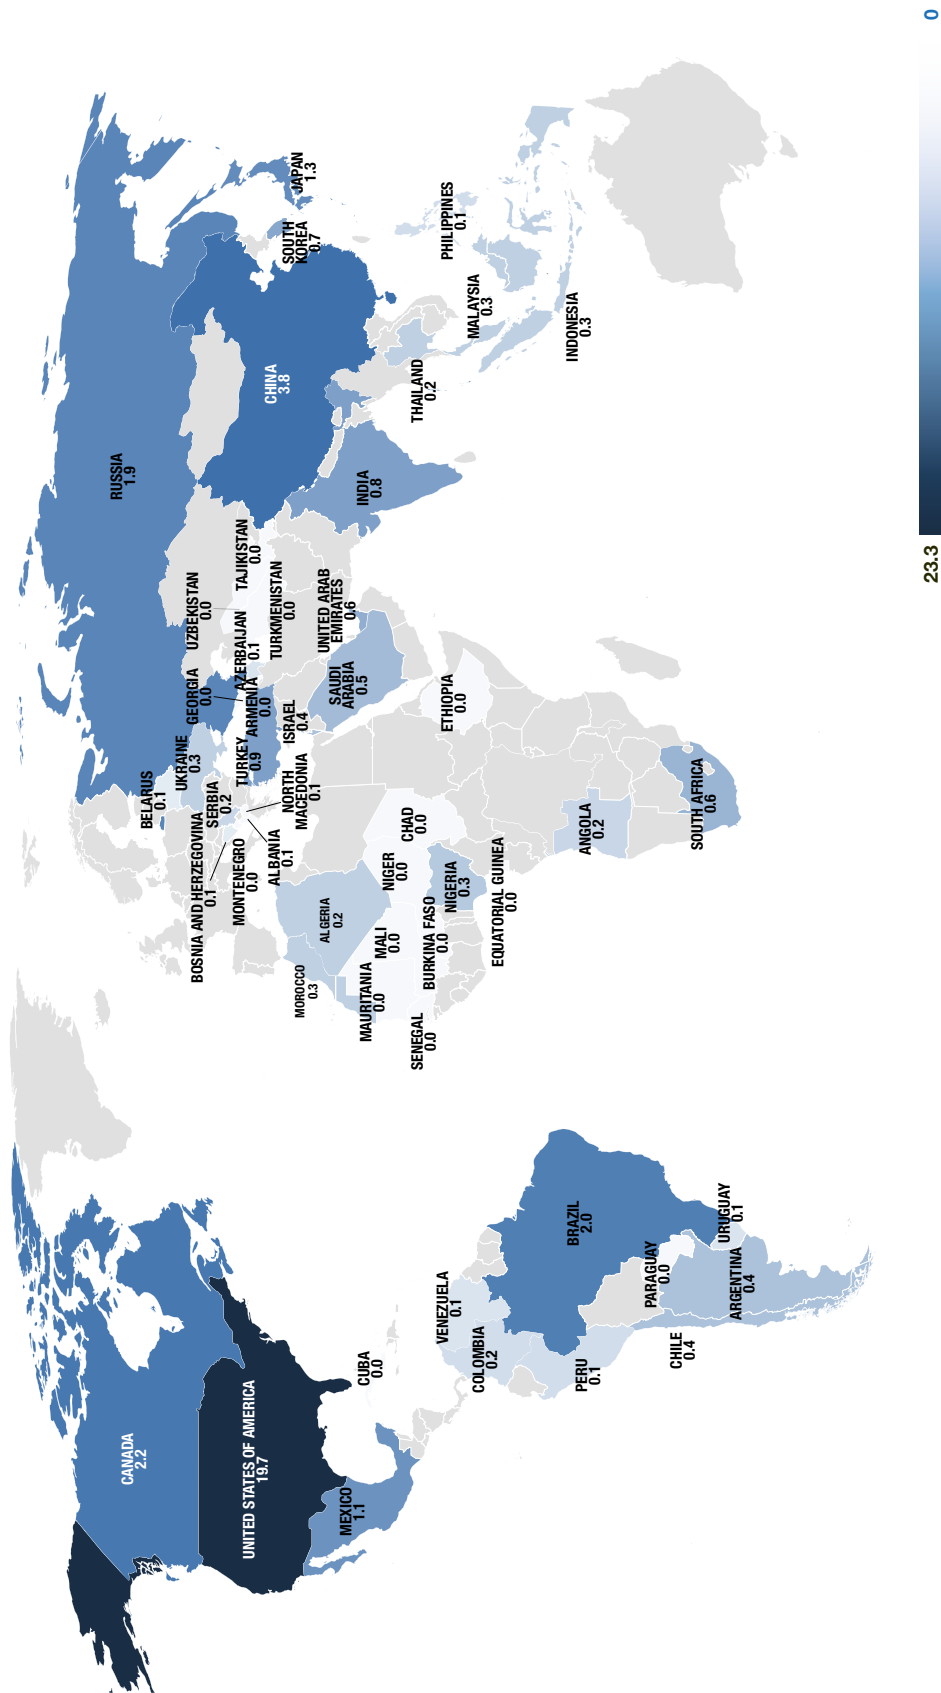 RUSSIA
1.9
CANADA
2.2
UNITED STATES OF AMERICA
19.7
MEXICO
1.1
CUBA
0.0
VENEZUELA
0.1
COLOMBIA
0.2
PERU
0.1
BRAZIL
2.0
PARAGUAY
0.0
CHILE
0.4
ARGENTINA
0.4
URUGUAY
0.1
BELARUS
0.1
UKRAINE
0.3
BOSNIA AND HERZEGOVINA
0.1
SERBIA
0.2
MONTENEGRO
0.0
ALBANIA
0.1
NORTH
MACEDONIA
0.1
TURKEY
0.9
GEORGIA
0.0
ARMENIA
0.0
AZERBAIJAN
0.1
UZBEKISTAN
0.0
TAJIKISTAN
0.0
TURKMENISTAN
0.0
ISRAEL
0.4
SAUDI
ARABIA
0.5
UNITED ARAB
EMIRATES
0.6
MOROCCO
0.3
ALGERIA
0.2
MAURITANIA
0.0
MALI
0.0
NIGER
0.0
CHAD
0.0
SENEGAL
0.0
BURKINA FASO
0.0
NIGERIA
0.3
EQUATORIAL GUINEA
0.0
ETHIOPIA
0.0
ANGOLA
0.2
SOUTH AFRICA
0.6
CHINA
3.8
INDIA
0.8
SOUTH
KOREA
0.7
JAPAN
1.3
THAILAND
0.2
MALAYSIA
0.3
PHILIPPINES
0.1
INDONESIA
0.3
23.3
0